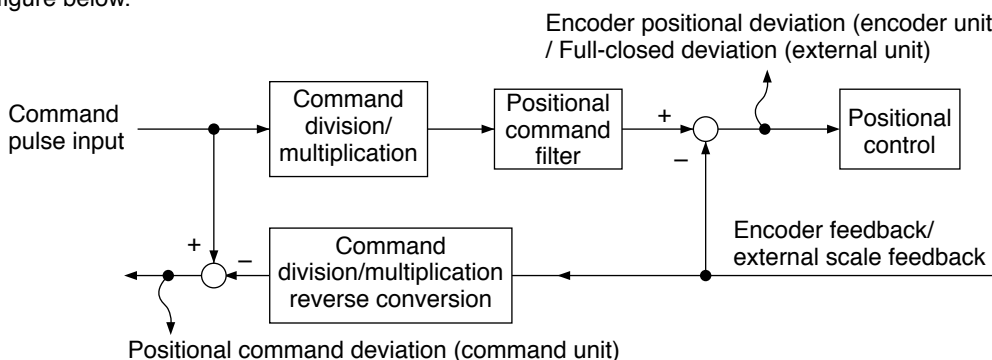 figure below.
Encoder positional deviation (encoder unit
/ Full-closed deviation (external unit)
Command
pulse input
Command
division/
multiplication
Positional
command
filter
+
−
Positional
control
Encoder feedback/
external scale feedback
+
−
Command
division/multiplication
reverse conversion
Positional command deviation (command unit)